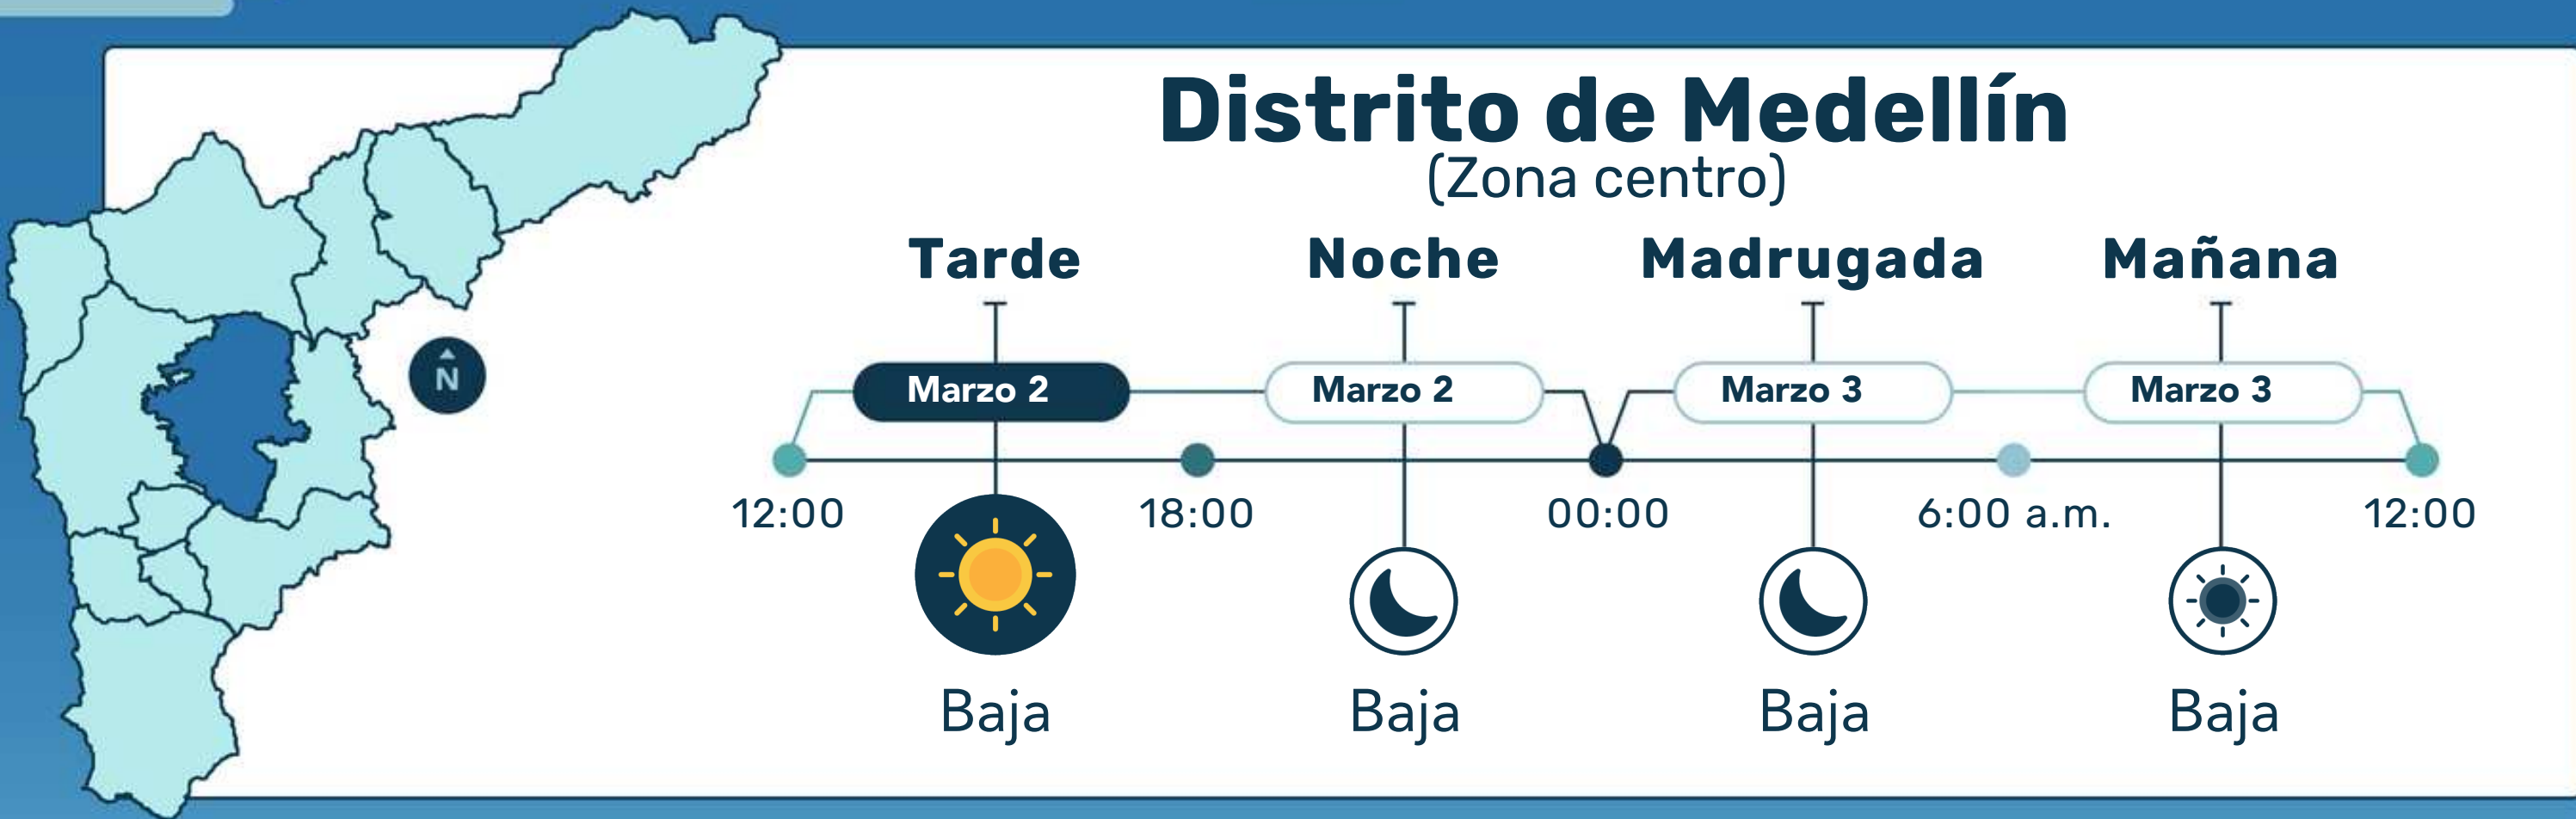 Distrito de Medellín
(Zona centro)
Tarde Noche Madrugada Mañana
Marzo 2 Marzo 2 Marzo 3 Marzo 3
N
12:00 18:00 00:00 6:00 a.m. 12:00
Baja Baja Baja Baja